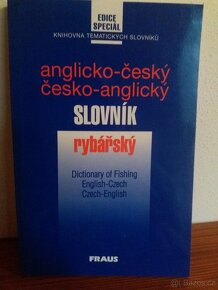 EDICE
SPECIÁL
KNIHOVNA TEMATICKÝCH SLOVNÍKŮ
anglicko-český
česko-anglický
SLOVNÍK
rybářský
Dictionary of Fishing
English-Czech
Czech-English
FRAUS